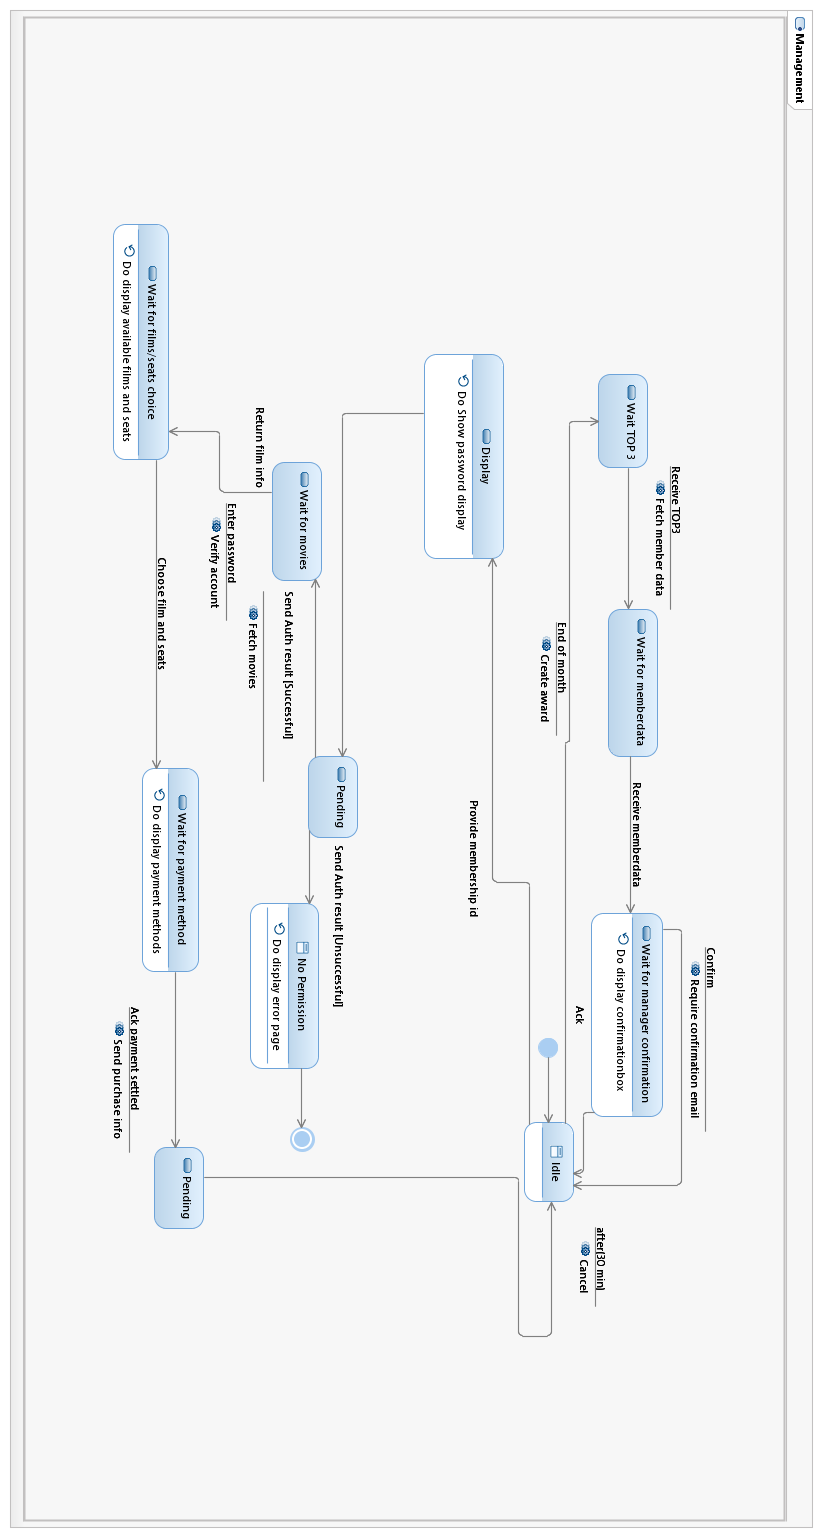 Management
Confirm
Require confirmation email
Receive TOP3
Fetch member data
Wait TOP 3
Wait for memberdata
Receive memberdata
Wait for manager confirmation
Do display confirmationbox
after(30 min)
Cancel
Ack
End of month
Create award
Idle
Display
Do Show password display
Provide membership id
Pending
Send Auth result [Unsuccessful]
Wait for movies
Send Auth result [Successful]
Fetch movies
No Permission
Do display error page
Return film info
Enter password
Verify account
Wait for films/seats choice
Do display available films and seats
Choose film and seats
Wait for payment method
Do display payment methods
Pending
Ack payment settled
Send purchase info